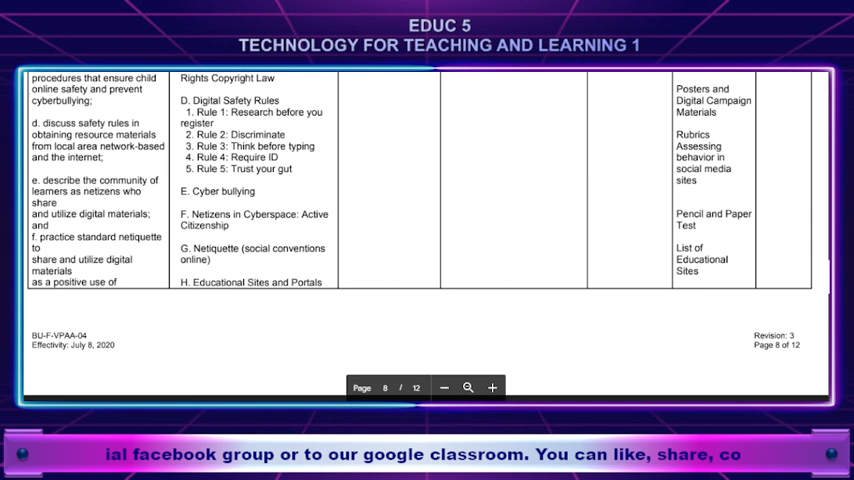 EDUC 5
TECHNOLOGY FOR TEACHING AND LEARNING 1
procedures that ensure child
online safety and prevent
cyberbullying;
d. discuss safety rules in
obtaining resource materials
from local area network-based
and the internet;
e. describe the community of
learners as netizens who
share
and utilize digital materials;
and
f. practice standard netiquette
to
share and utilize digital
materials
as a positive use of
Rights Copyright Law
D. Digital Safety Rules
1. Rule 1: Research before you
register
2. Rule 2: Discriminate
3. Rule 3: Think before typing
4. Rule 4: Require ID
5. Rule 5: Trust your gut
E. Cyber bullying
F. Netizens in Cyberspace: Active
Citizenship
G. Netiquette (social conventions
online)
H. Educational Sites and Portals
Posters and
Digital Campaign
Materials
Rubrics
Assessing
behavior in
social media
sites
Pencil and Paper
Test
List of
Educational
Sites
BU-F-VPAA-04
Effectivity: July 8, 2020
Revision: 3
Page 8 of 12
Page 8 / 12
ial facebook group or to our google classroom. You can like, share, co